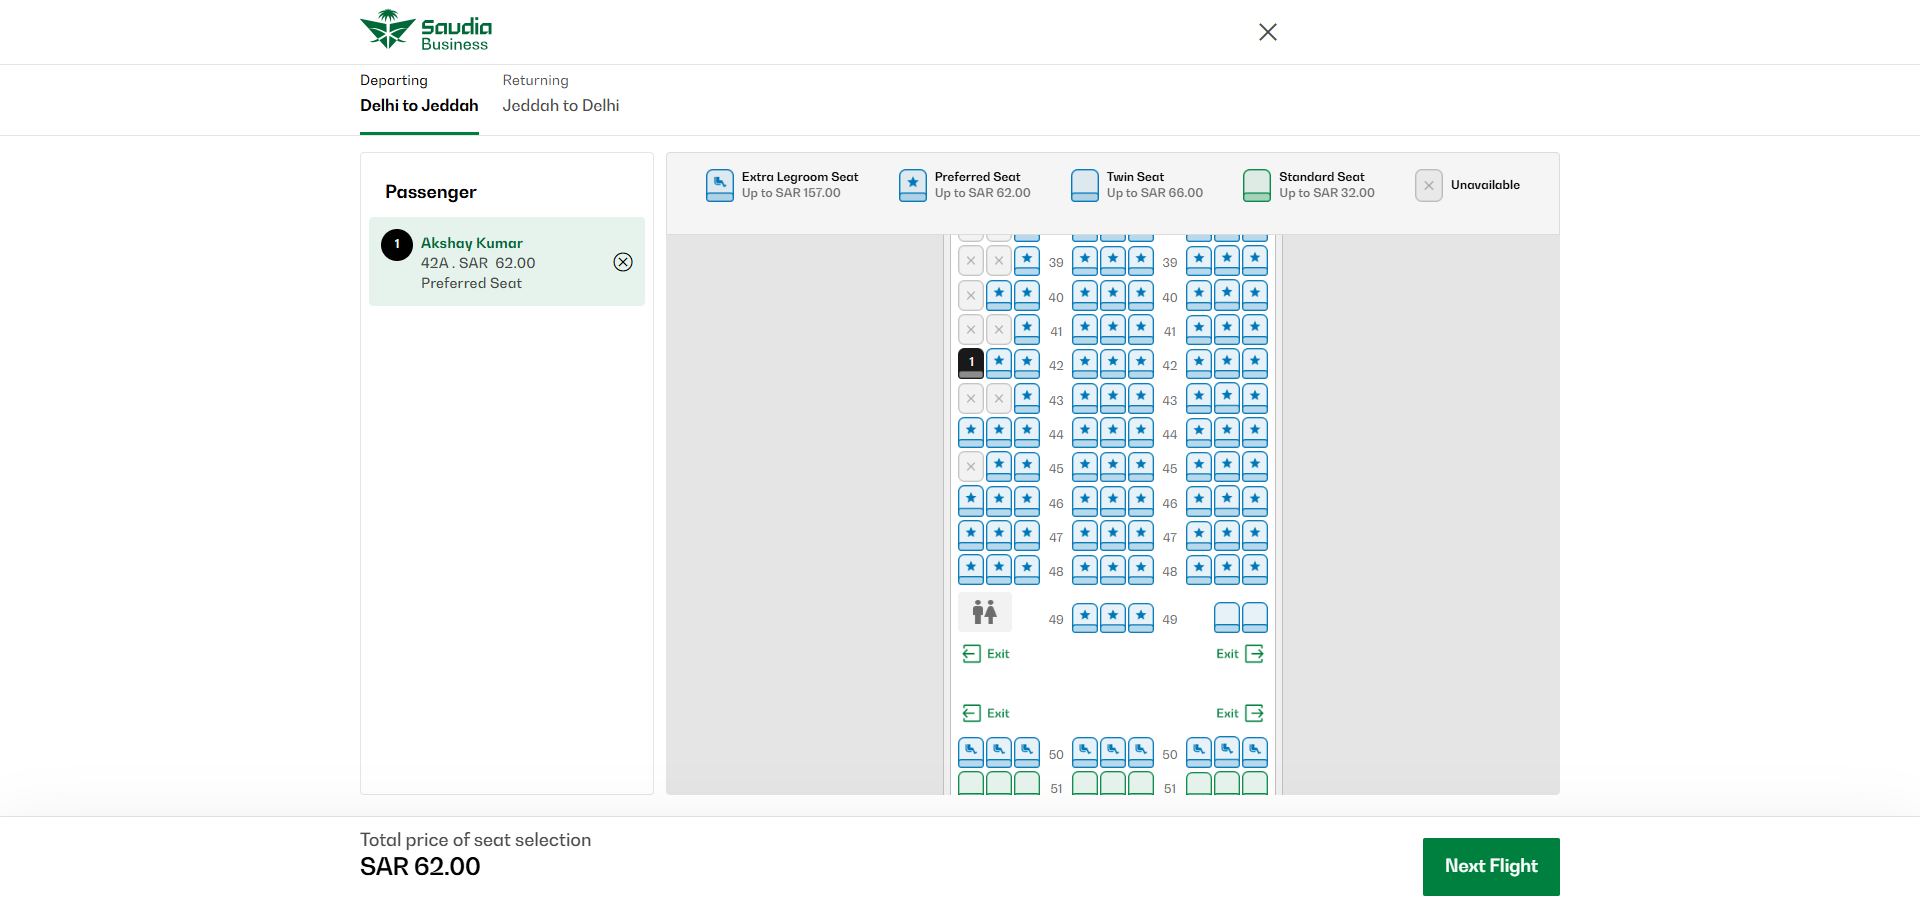 Saudia
Business
Departing
Delhi to Jeddah
Returning
Jeddah to Delhi
Passenger
1
Akshay Kumar
42A . SAR 62.00
Preferred Seat
Extra Legroom Seat
Up to SAR 157.00
Preferred Seat
Up to SAR 62.00
Twin Seat
Up to SAR 66.00
Standard Seat
Up to SAR 32.00
Unavailable
39 39
40 40
41 41
1 42 42
43 43
44 44
45 45
46 46
47 47
48 48
49 49
Exit Exit
Exit Exit
50 50
51 51
Total price of seat selection
SAR 62.00
Next Flight